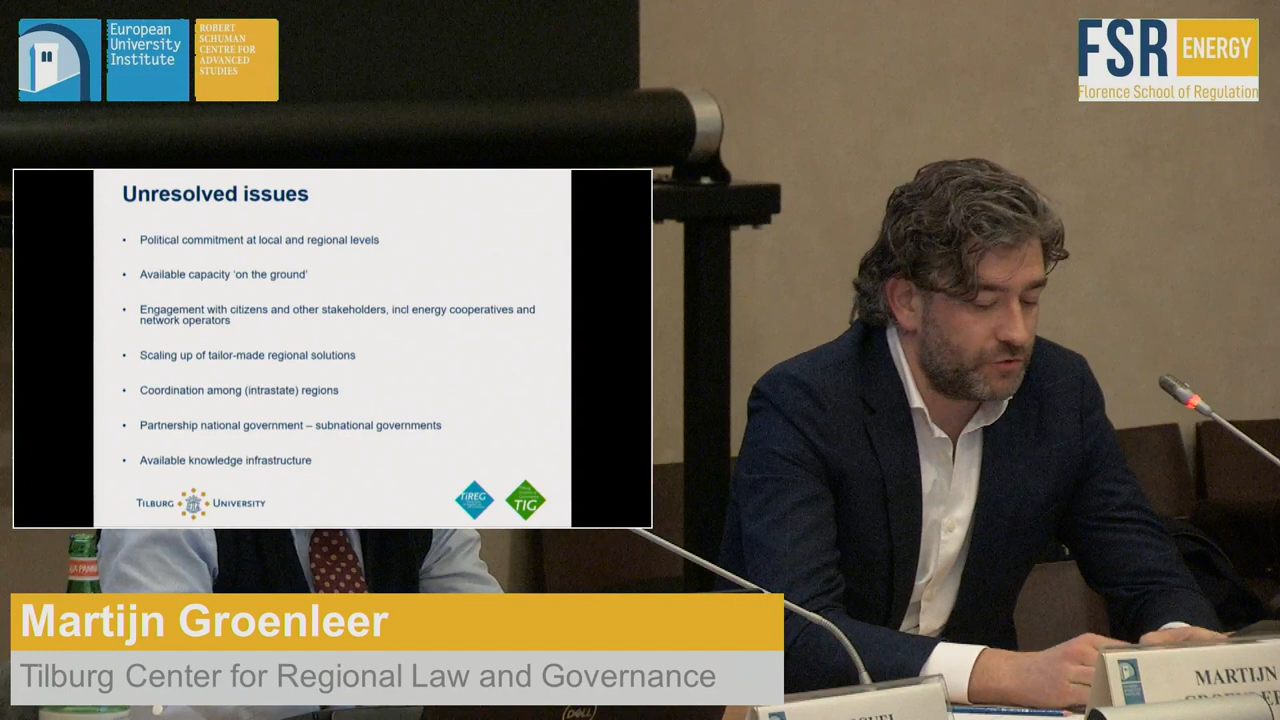 European
University
Institute
ROBERT
SCHUMAN
CENTRE FOR
ADVANCED
STUDIES
FSR ENERGY
Florence School of Regulation
Unresolved issues
• Political commitment at local and regional levels
• Available capacity ‘on the ground’
• Engagement with citizens and other stakeholders, incl energy cooperatives and
network operators
• Scaling up of tailor-made regional solutions
• Coordination among (intrastate) regions
• Partnership national government – subnational governments
• Available knowledge infrastructure
TILBURG UNIVERSITY
TiREG
TIG
Martijn Groenleer
Tilburg Center for Regional Law and Governance
MARTIJN
DELL